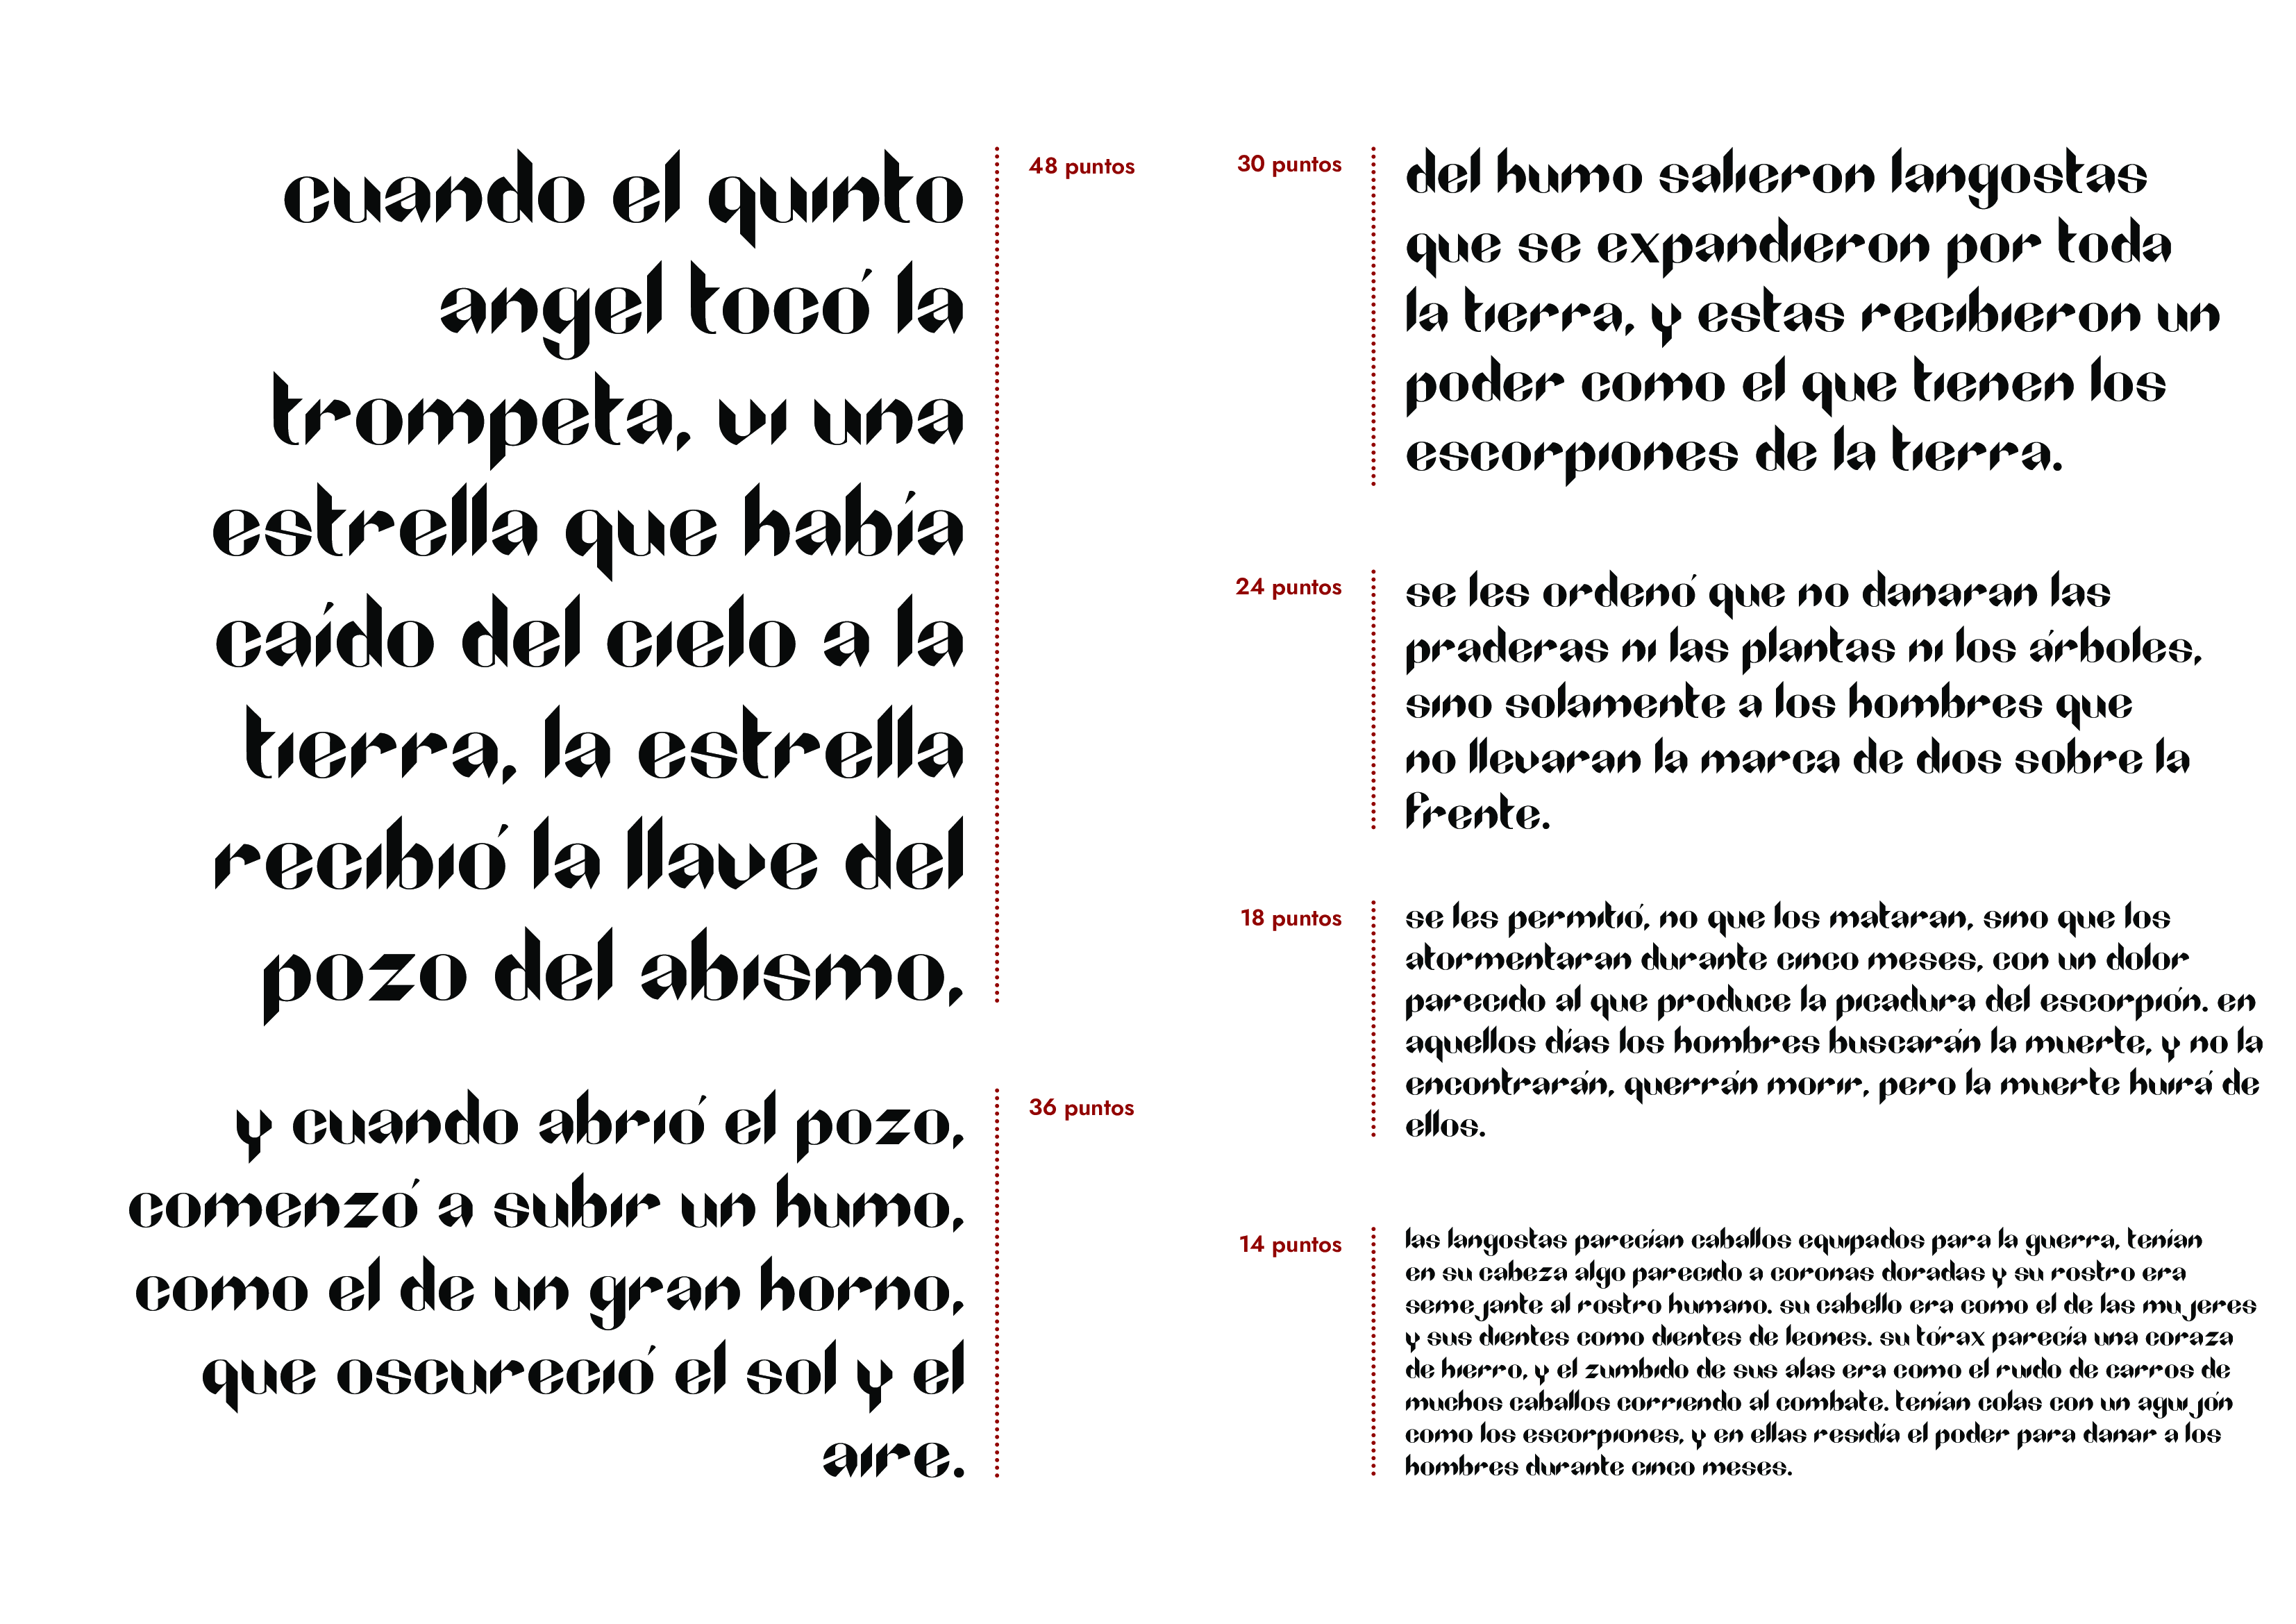 48 puntos
cuando el quinto
angel tocó la
trompeta, vi una
estrella que había
caído del cielo a la
tierra, la estrella
recibió la llave del
pozo del abismo,
36 puntos
y cuando abrió el pozo,
comenzó a subir un humo,
como el de un gran horno,
que oscureció el sol y el
aire.
30 puntos
del humo salieron langostas
que se expandieron por toda
la tierra, y estas recibieron un
poder como el que tienen los
escorpiones de la tierra.
24 puntos
se les ordenó que no danaran las
praderas ni las plantas ni los árboles,
sino solamente a los hombres que
no llevaran la marca de dios sobre la
frente.
18 puntos
se les permitió, no que los mataran, sino que los
atormentaran durante cinco meses, con un dolor
parecido al que produce la picadura del escorpión. en
aquellos días los hombres buscarán la muerte, y no la
encontrarán, querrán morir, pero la muerte huirá de
ellos.
14 puntos
las langostas parecían caballos equipados para la guerra, tenían
en su cabeza algo parecido a coronas doradas y su rostro era
semejante al rostro humano. su cabello era como el de las mujeres
y sus dientes como dientes de leones. su tórax parecía una coraza
de hierro, y el zumbido de sus alas era como el ruido de carros de
muchos caballos corriendo al combate. tenían colas con un aguijón
como los escorpiones, y en ellas residía el poder para danar a los
hombres durante cinco meses.